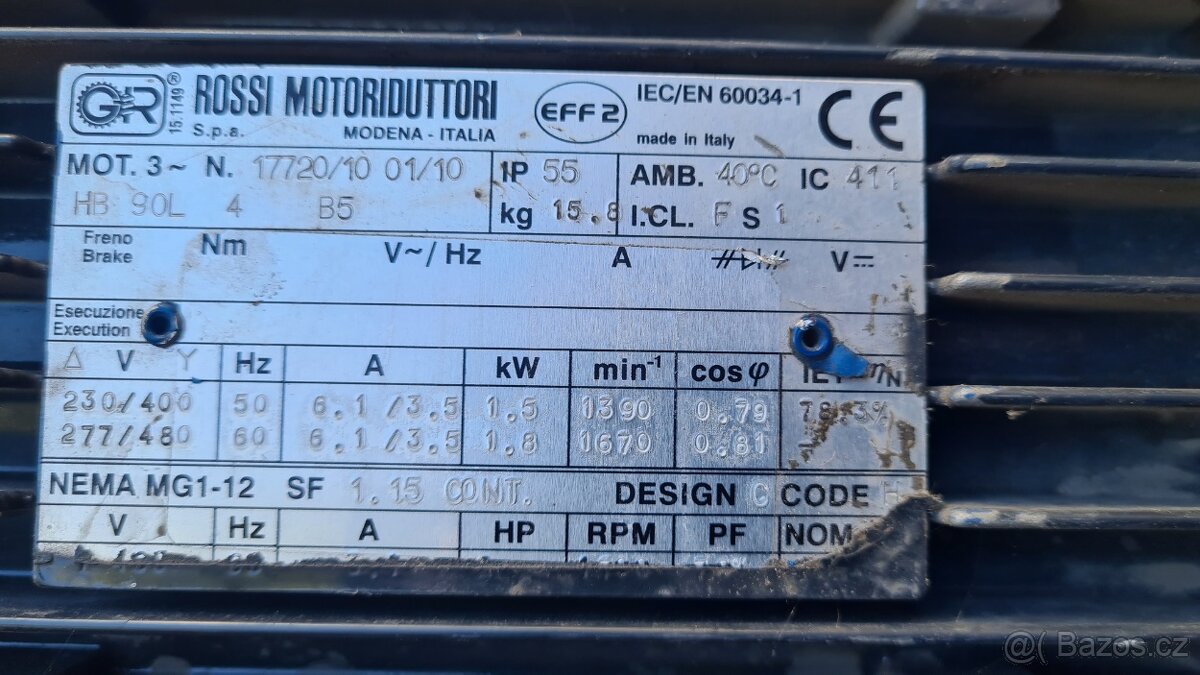 GR ® ROSSI MOTORIDUTTORI EFF 2 IEC/EN 60034-1 CE
15.1149 S.p.a. MODENA - ITALIA made in Italy
MOT. 3~ N. 17720/10 01/10 IP 55 AMB. 40°C IC 411
HB 90L 4 B5 kg 15.8 I.CL. F S 1
Freno Nm V~/Hz A V⎓
Brake
Esecuzione
Execution
Δ V Y Hz A kW min⁻¹ cos φ ηN
230/400 50 6.1/3.5 1.5 1390 0.79
277/480 60 6.1/3.5 1.8 1670 0.81
NEMA MG1-12 SF 1.15 CONT. DESIGN C CODE H
V Hz A HP RPM PF NOM
@( Bazos.cz